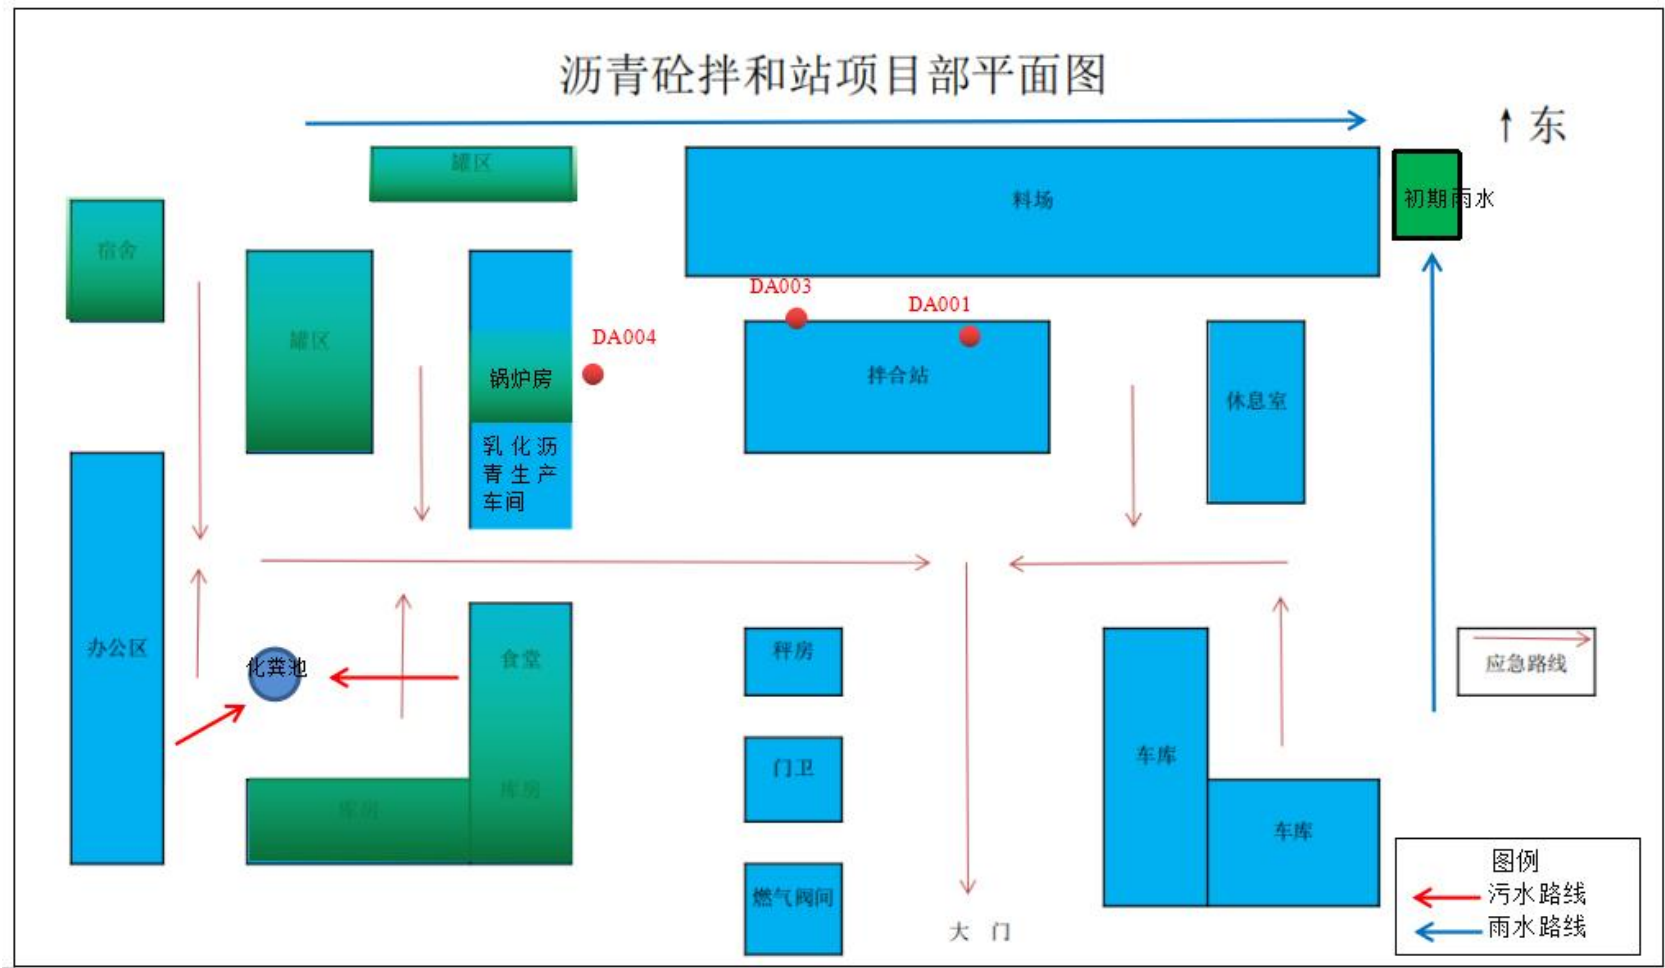 沥青砼拌和站项目部平面图
东
罐区
料场
初期雨水
宿舍
DA003
DA001
罐区
DA004
锅炉房
拌合站
休息室
乳化沥
青生产
车间
办公区
化粪池
食堂
秤房
应急路线
门卫
车库
库房
库房
车库
燃气阀间
大 门
图例
污水路线
雨水路线